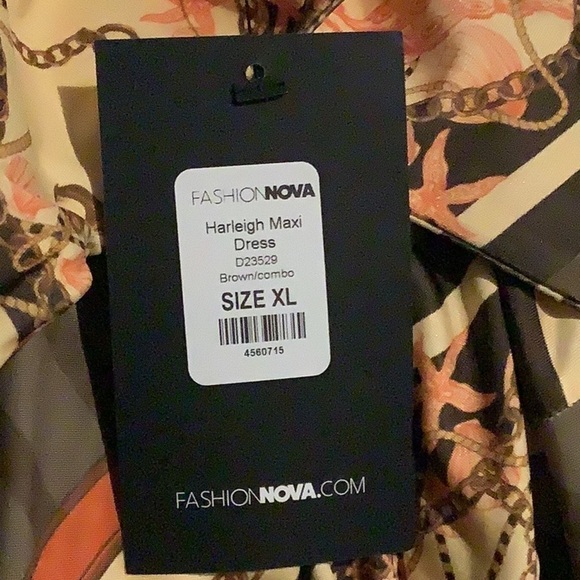 FASHIONNOVA
Harleigh Maxi
Dress
D23529
Brown/combo
SIZE XL
4560715
FASHIONNOVA.COM